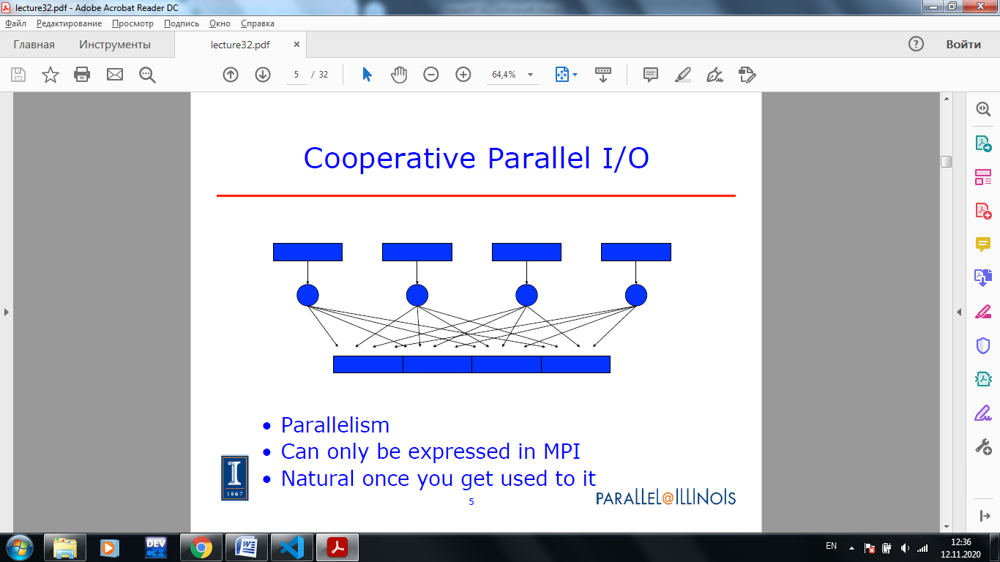 lecture32.pdf - Adobe Acrobat Reader DC
Файл Редактирование Просмотр Подпись Окно Справка
Главная Инструменты lecture32.pdf × Войти
5 / 32 64,4%
Cooperative Parallel I/O
• Parallelism
• Can only be expressed in MPI
• Natural once you get used to it
I
1867
PARALLEL@ILLINOIS
5
DEV
C++
W
EN
12:36
12.11.2020